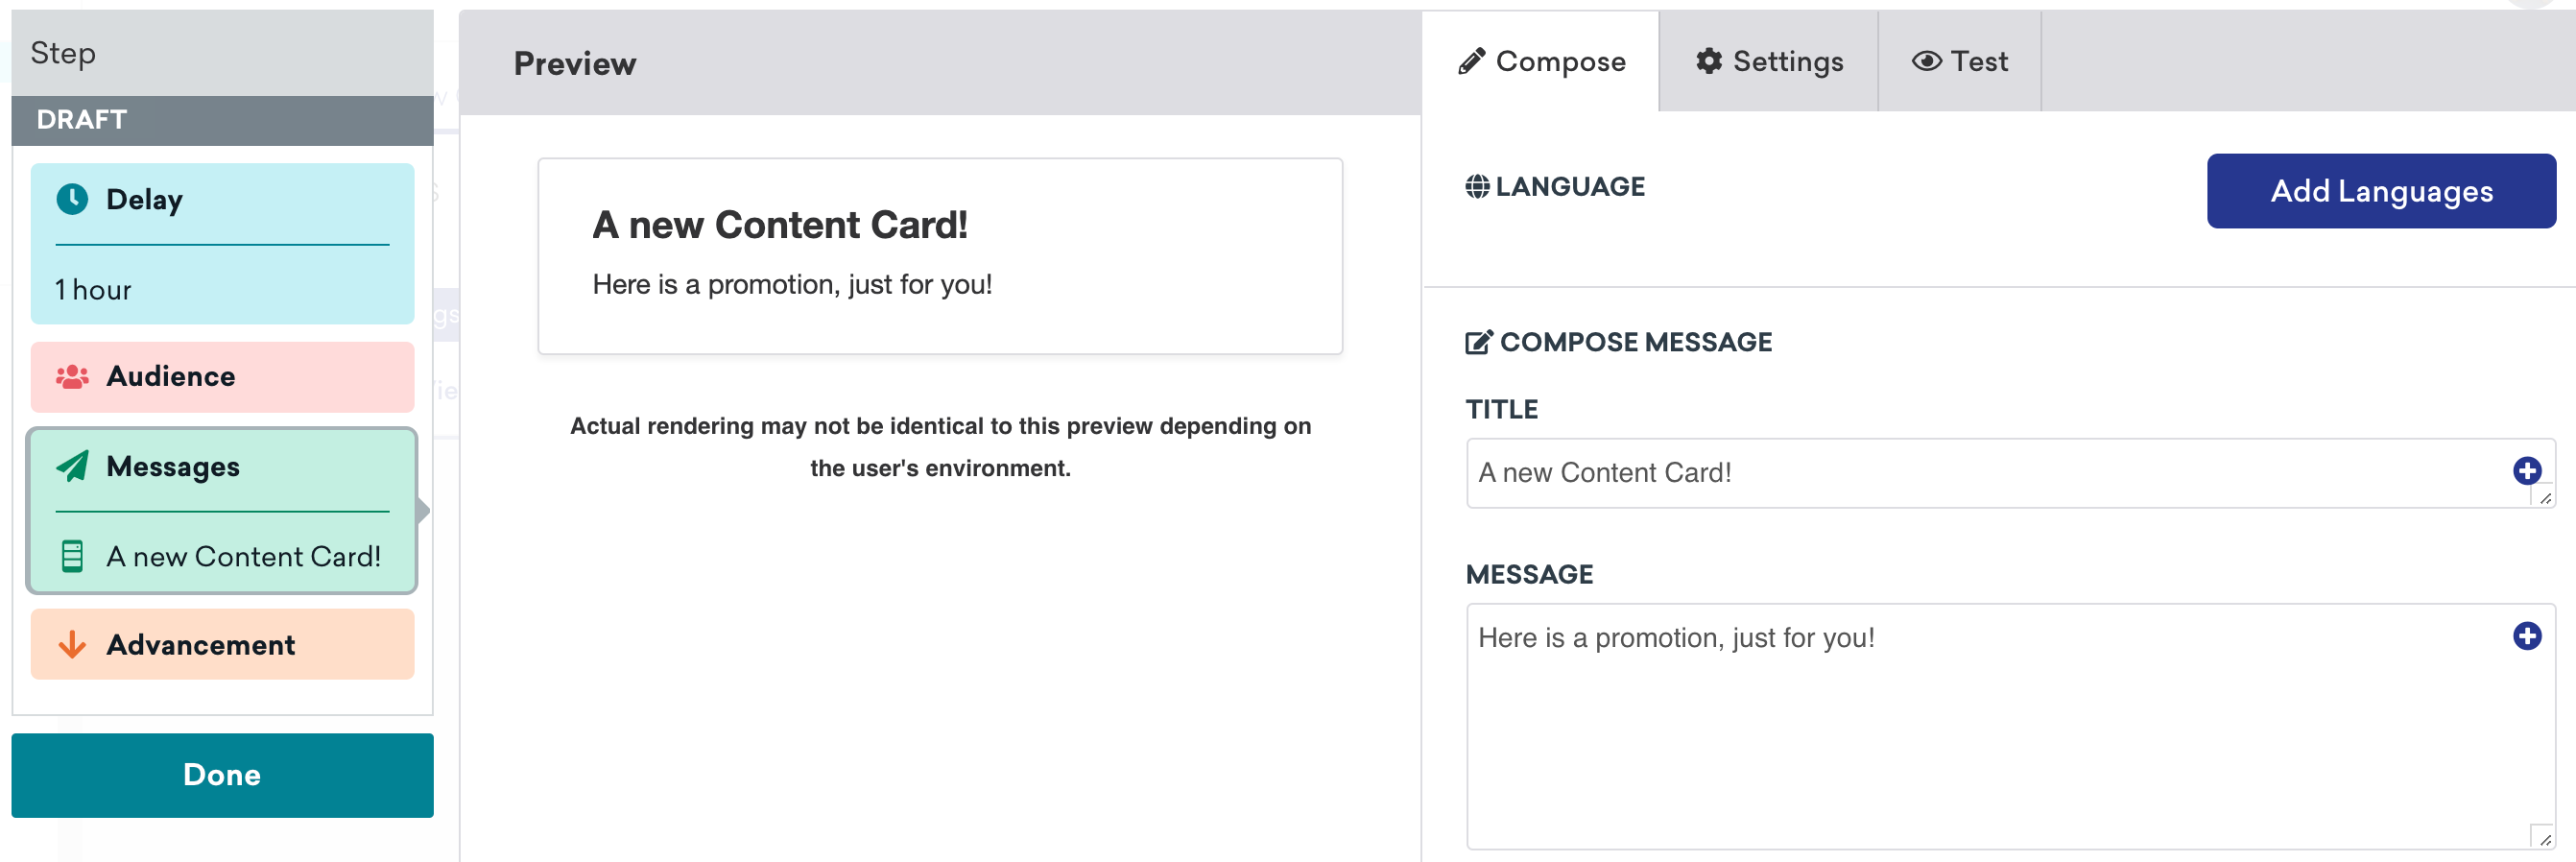 Step
DRAFT
Delay
1 hour
Audience
Messages
A new Content Card!
Advancement
Done
Preview
A new Content Card!
Here is a promotion, just for you!
Actual rendering may not be identical to this preview depending on
the user's environment.
Compose
Settings
Test
LANGUAGE
Add Languages
COMPOSE MESSAGE
TITLE
A new Content Card!
MESSAGE
Here is a promotion, just for you!